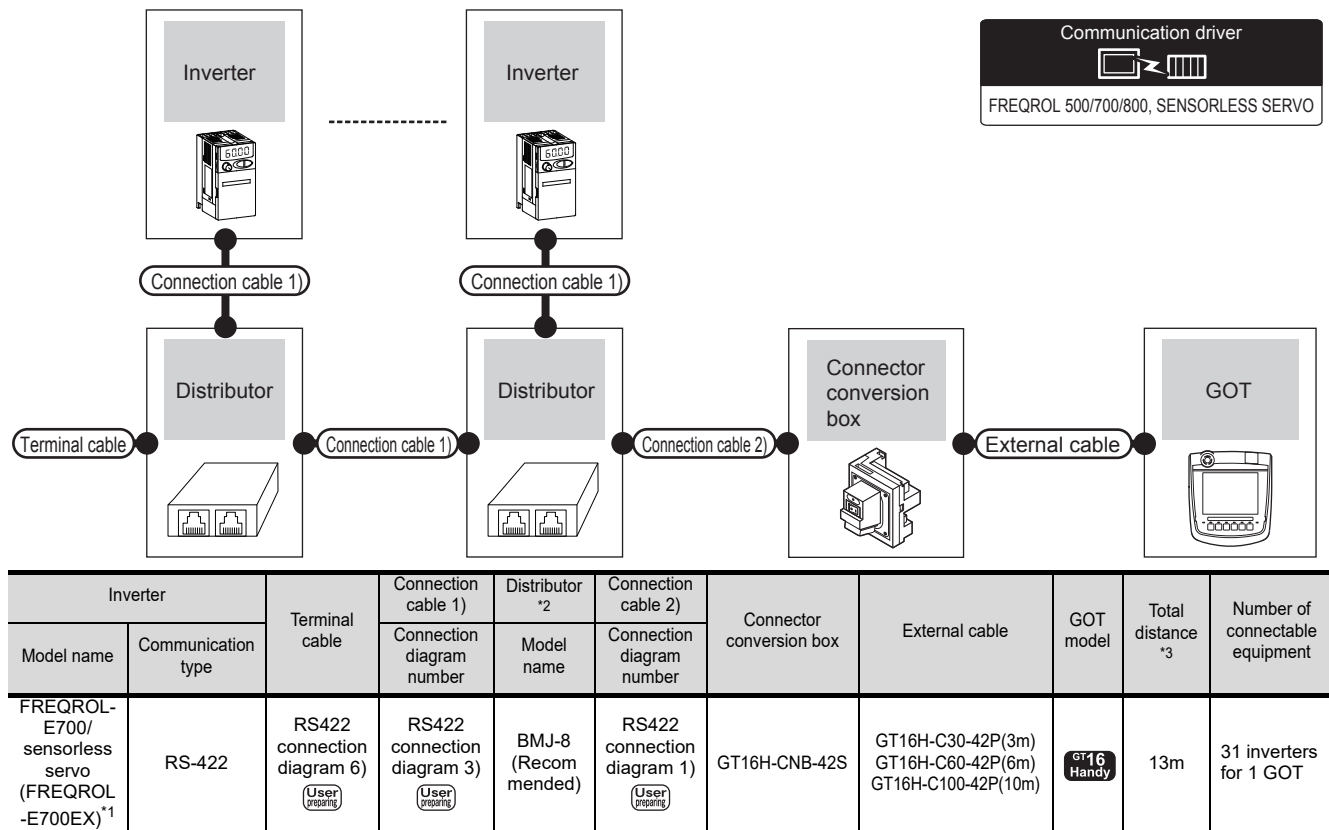 Inverter
Inverter
Communication driver
FREQROL 500/700/800, SENSORLESS SERVO
60.00
60.00
Connection cable 1)
Connection cable 1)
Distributor
Distributor
Connector
conversion
box
GOT
Terminal cable
Connection cable 1)
Connection cable 2)
External cable
Inverter
Model name
Communication
type
Terminal
cable
Connection
cable 1)
Connection
diagram
number
Distributor
*2
Model
name
Connection
cable 2)
Connection
diagram
number
Connector
conversion box
External cable
GOT
model
Total
distance
*3
Number of
connectable
equipment
FREQROL-
E700/
sensorless
servo
(FREQROL
-E700EX)*1
RS-422
RS422
connection
diagram 6)
User
preparing
RS422
connection
diagram 3)
User
preparing
BMJ-8
(Recom
mended)
RS422
connection
diagram 1)
User
preparing
GT16H-CNB-42S
GT16H-C30-42P(3m)
GT16H-C60-42P(6m)
GT16H-C100-42P(10m)
GT16
Handy
13m
31 inverters
for 1 GOT